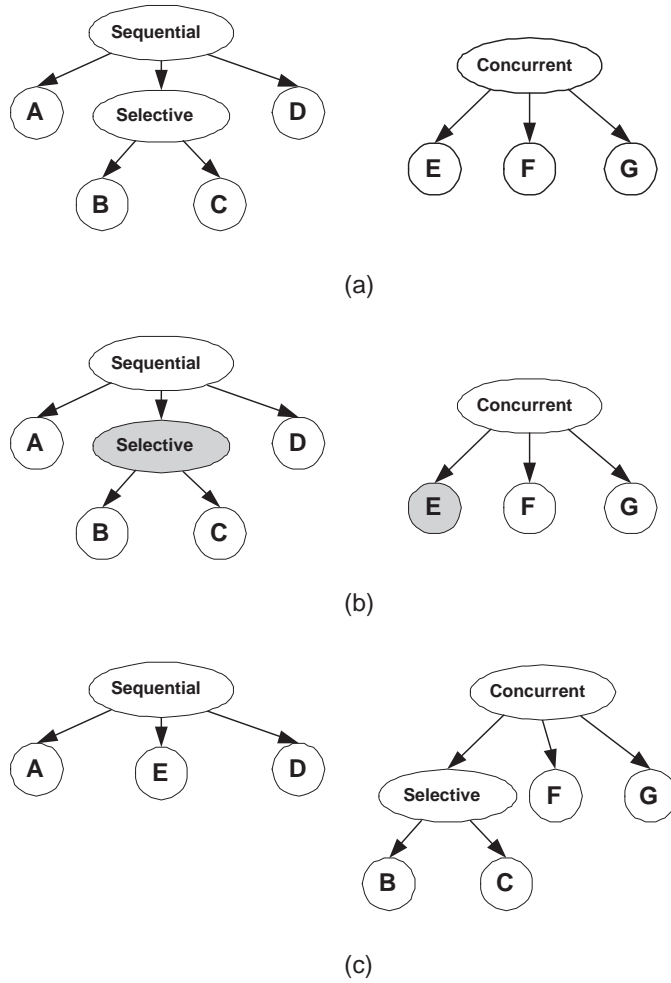 Sequential
Concurrent
A
Selective
D
E
F
G
B
C
(a)
Sequential
Concurrent
A
Selective
D
E
F
G
B
C
(b)
Sequential
Concurrent
A
E
D
Selective
F
G
B
C
(c)